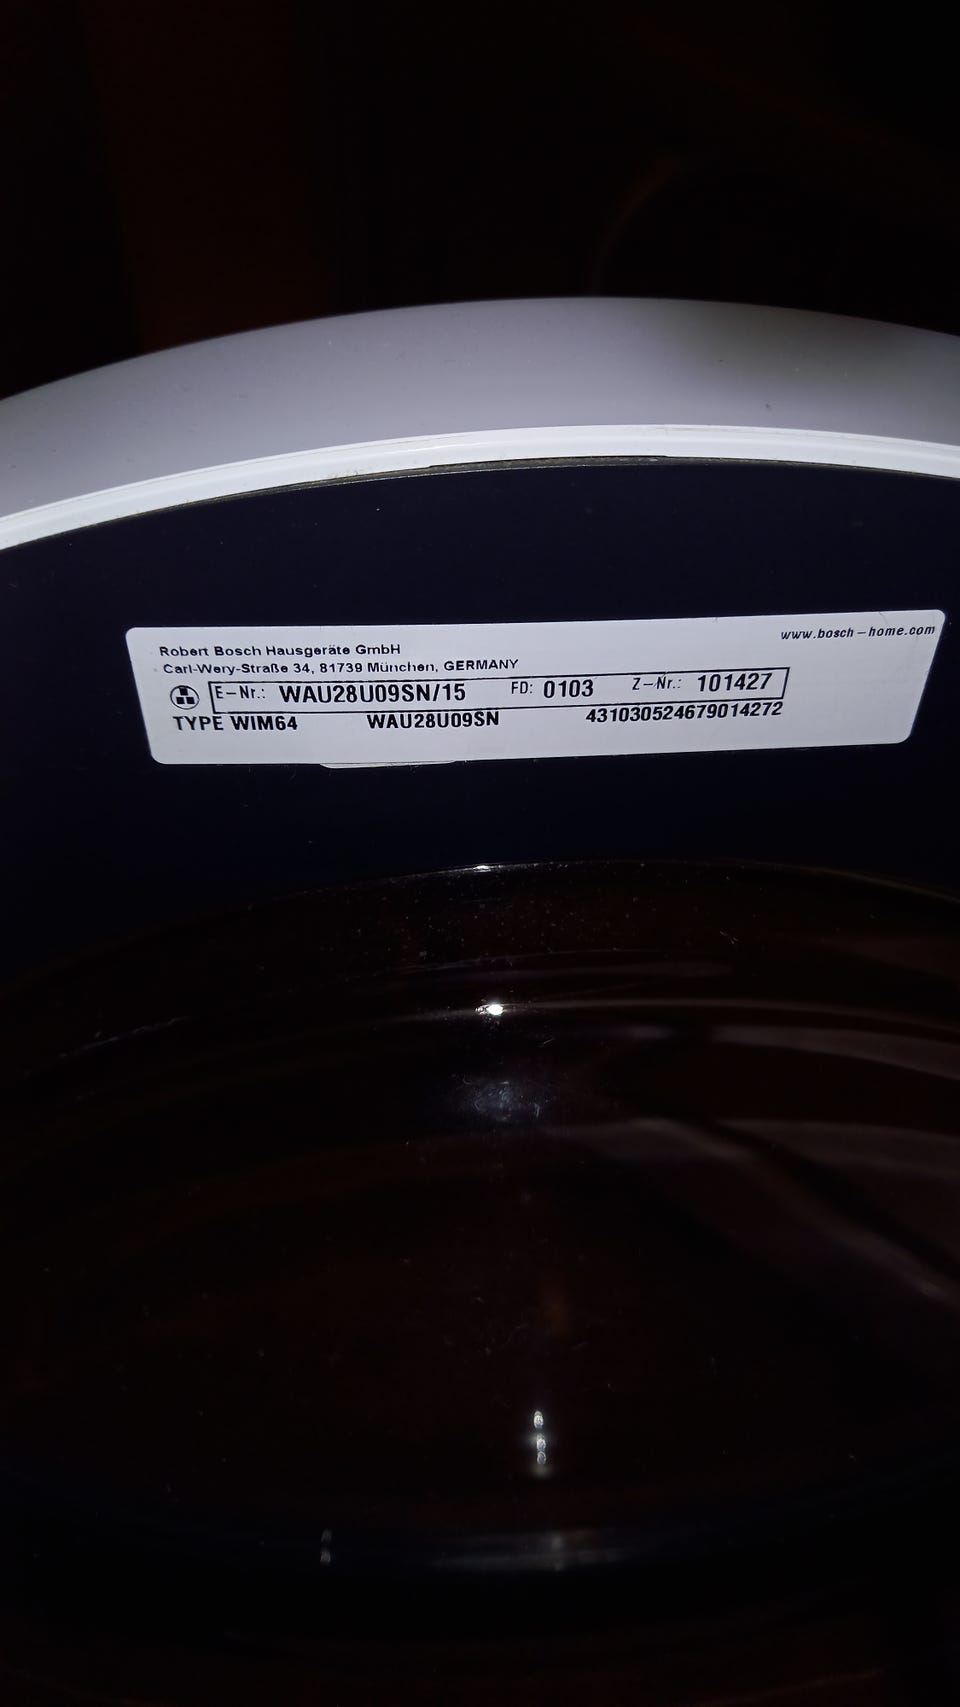 www.bosch-home.com
Robert Bosch Hausgeräte GmbH
Carl-Wery-Straße 34, 81739 München, GERMANY
E-Nr.: WAU28U09SN/15 FD: 0103 Z-Nr.: 101427
TYPE WIM64 WAU28U09SN 431030524679014272